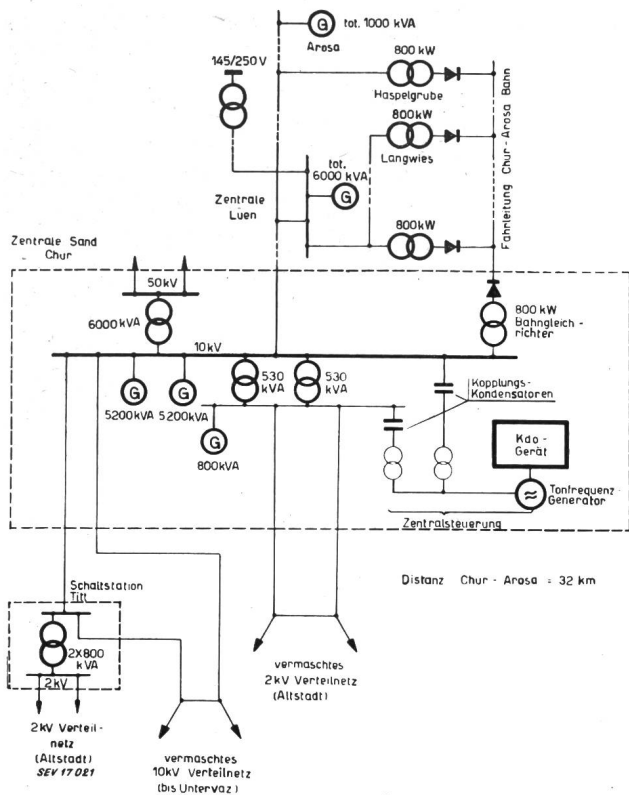 G
tot. 1000 kVA
Arosa
145/250 V
800 kW
Haspelgrube
800kW
Langwies
tot.
6000 kVA
G
Zentrale
Lüen
800kW
Fahrleitung Chur-Arosa Bahn
Zentrale Sand
Chur
50kV
6000kVA
800 kW
Bahngleich-
richter
10kV
G
G
5200kVA
5200kVA
530
kVA
530
kVA
Kopplungs-
Kondensatoren
G
800kVA
Kdo-
Gerät
≈
Tonfrequenz-
Generator
Zentralsteuerung
Distanz Chur - Arosa = 32 km
Schaltstation
Titt
2X800
kVA
2kV
2kV Verteil-
netz
(Altstadt)
SEV 17021
vermaschtes
10kV Verteilnetz
(bis Untervaz)
vermaschtes
2kV Verteilnetz
(Altstadt)